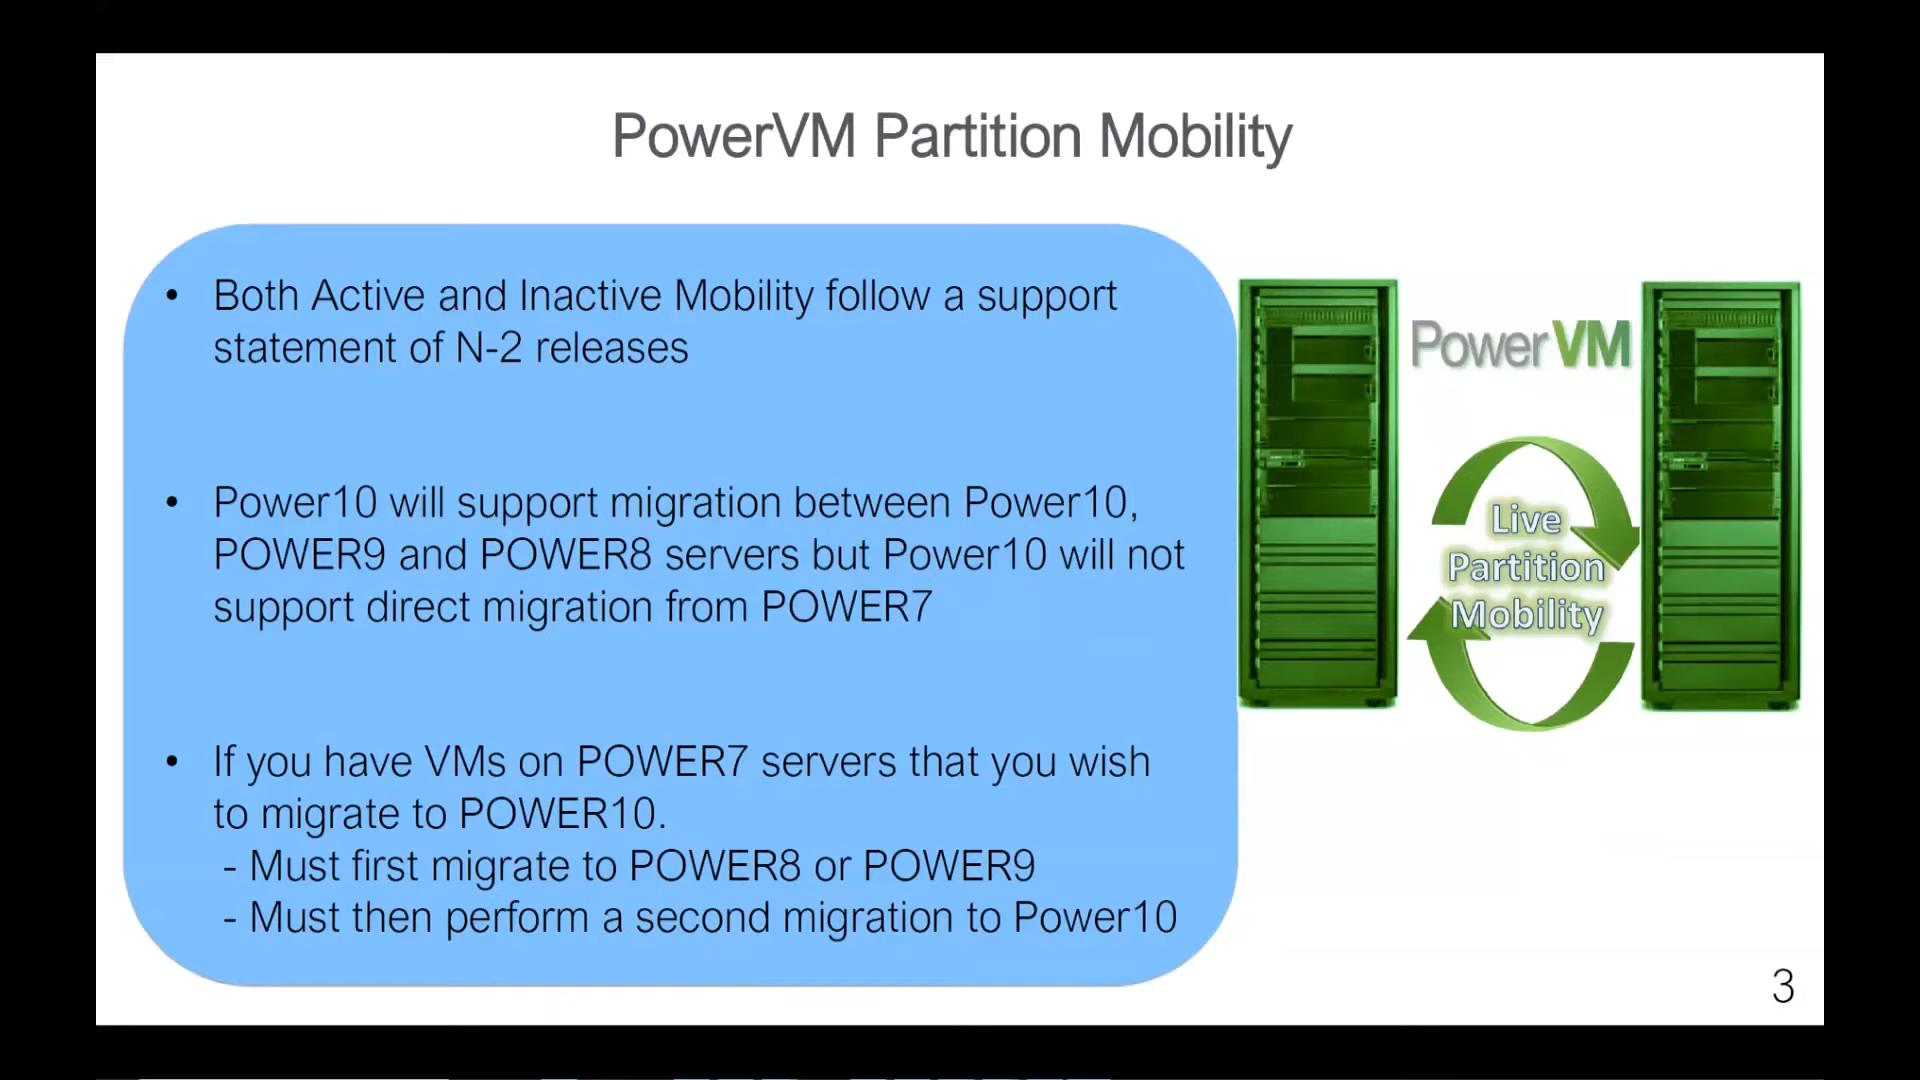 PowerVM Partition Mobility
• Both Active and Inactive Mobility follow a support
statement of N-2 releases
• Power10 will support migration between Power10,
POWER9 and POWER8 servers but Power10 will not
support direct migration from POWER7
• If you have VMs on POWER7 servers that you wish
to migrate to POWER10.
- Must first migrate to POWER8 or POWER9
- Must then perform a second migration to Power10
PowerVM
Live
Partition
Mobility
3